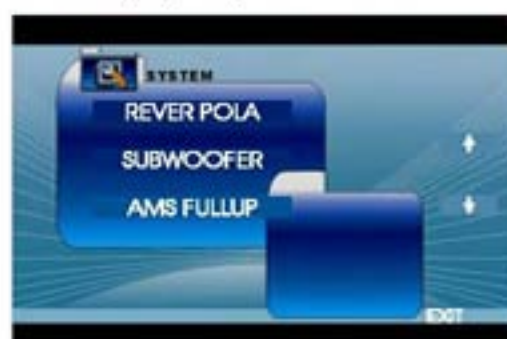 SYSTEM
REVER POLA
SUBWOOFER
AMS FULLUP
EXIT